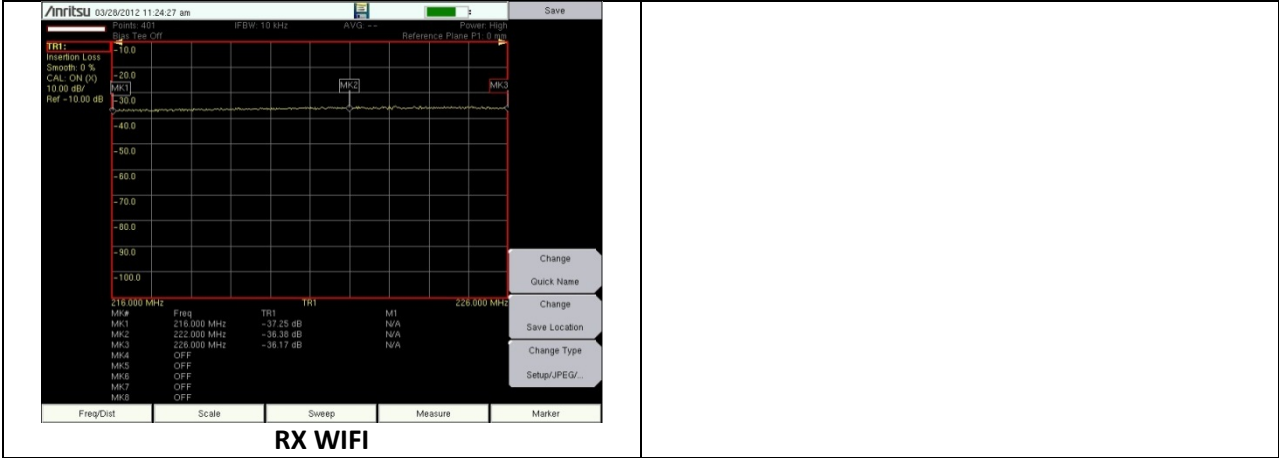 Anritsu 03/28/2012 11:24:27 am
Save
Points: 401 IFBW: 10 kHz AVG: -- Power: High
Bias Tee Off Reference Plane P1: 0 mm
TR1:
Insertion Loss
Smooth: 0 %
CAL: ON (X)
10.00 dB/
Ref -10.00 dB
-10.0
-20.0
MK1 MK2 MK3
-30.0
-40.0
-50.0
-60.0
-70.0
-80.0
-90.0
-100.0
216.000 MHz TR1 226.000 MHz
MK# Freq TR1 M1
MK1 216.000 MHz -37.25 dB N/A
MK2 222.000 MHz -36.38 dB N/A
MK3 226.000 MHz -36.17 dB N/A
MK4 OFF
MK5 OFF
MK6 OFF
MK7 OFF
MK8 OFF
Change
Quick Name
Change
Save Location
Change Type
Setup/JPEG/...
Freq/Dist Scale Sweep Measure Marker
RX WIFI